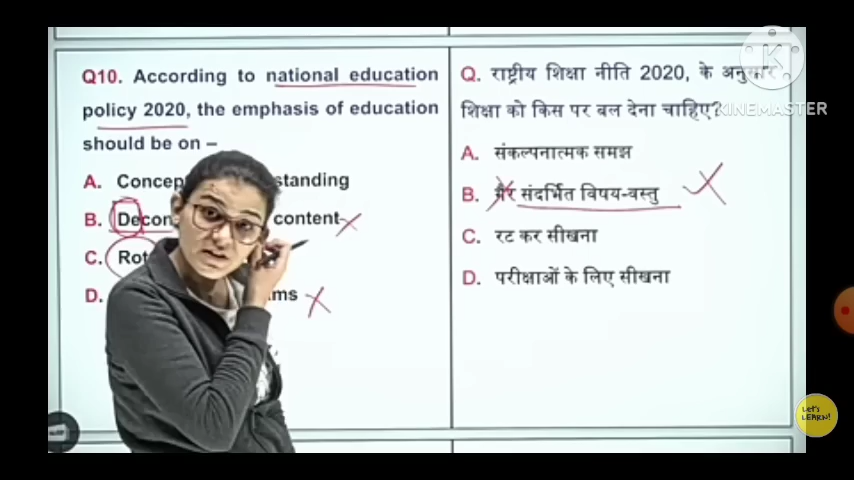 Q10. According to national education
policy 2020, the emphasis of education
should be on –
A. Concep standing
B. Decon content
C. Rot
D. ms
Q. राष्ट्रीय शिक्षा नीति 2020, के अनुसार
शिक्षा को किस पर बल देना चाहिए?
A. संकल्पनात्मक समझ
B. गैर संदर्भित विषय-वस्तु
C. रट कर सीखना
D. परीक्षाओं के लिए सीखना
KINEMASTER
LET'S
LEARN!